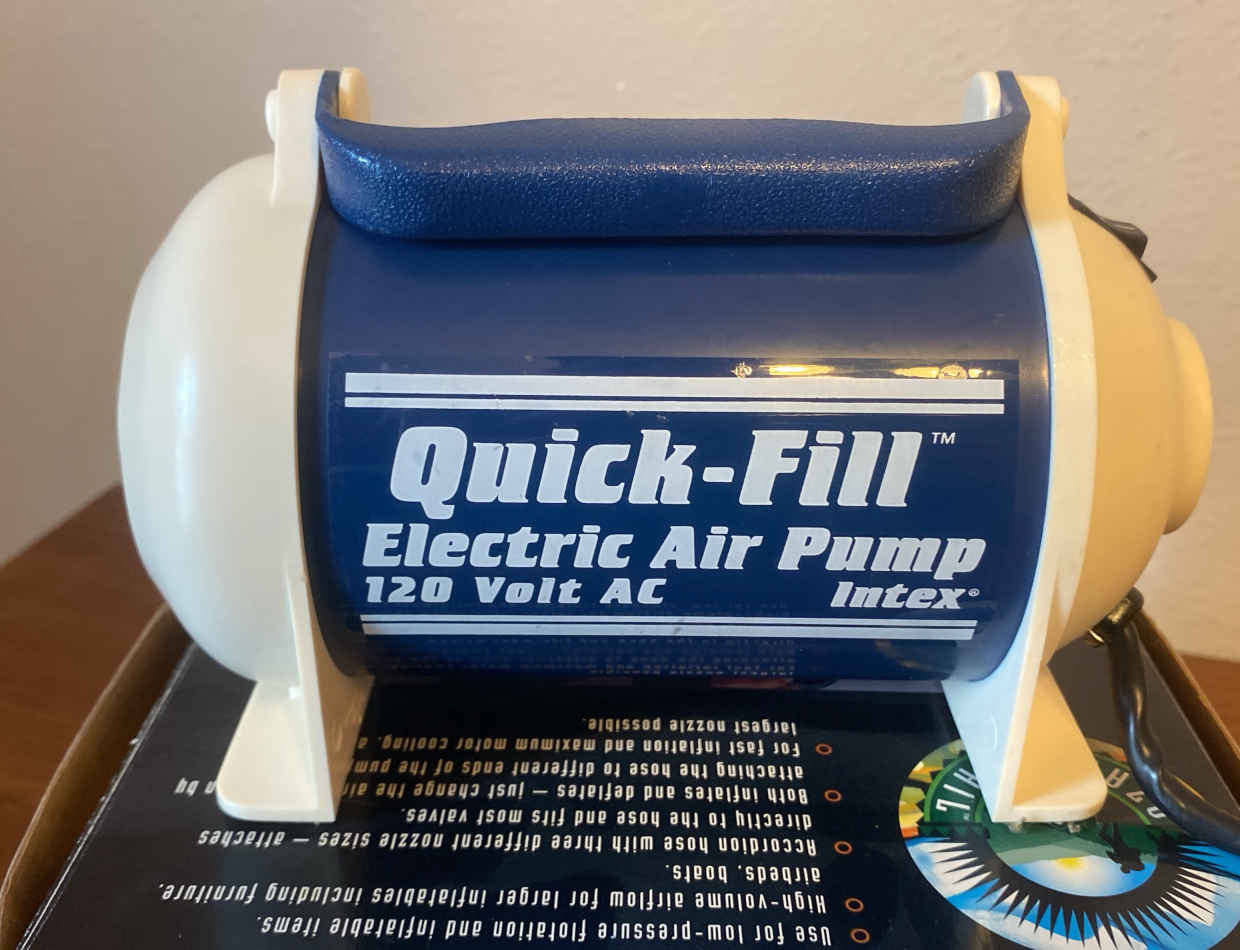 Quick-Fill™
Electric Air Pump
120 Volt AC
Intex®
Use for low-pressure flotation and inflatable items.
High-volume airflow for larger inflatables including furniture,
airbeds, boats.
Accordion hose with three different nozzle sizes — attaches
directly to the hose and fits most valves.
Both inflates and deflates — just change the air by
attaching the hose to different ends of the
For fast inflation and maximum motor cooling,
largest nozzle possible.